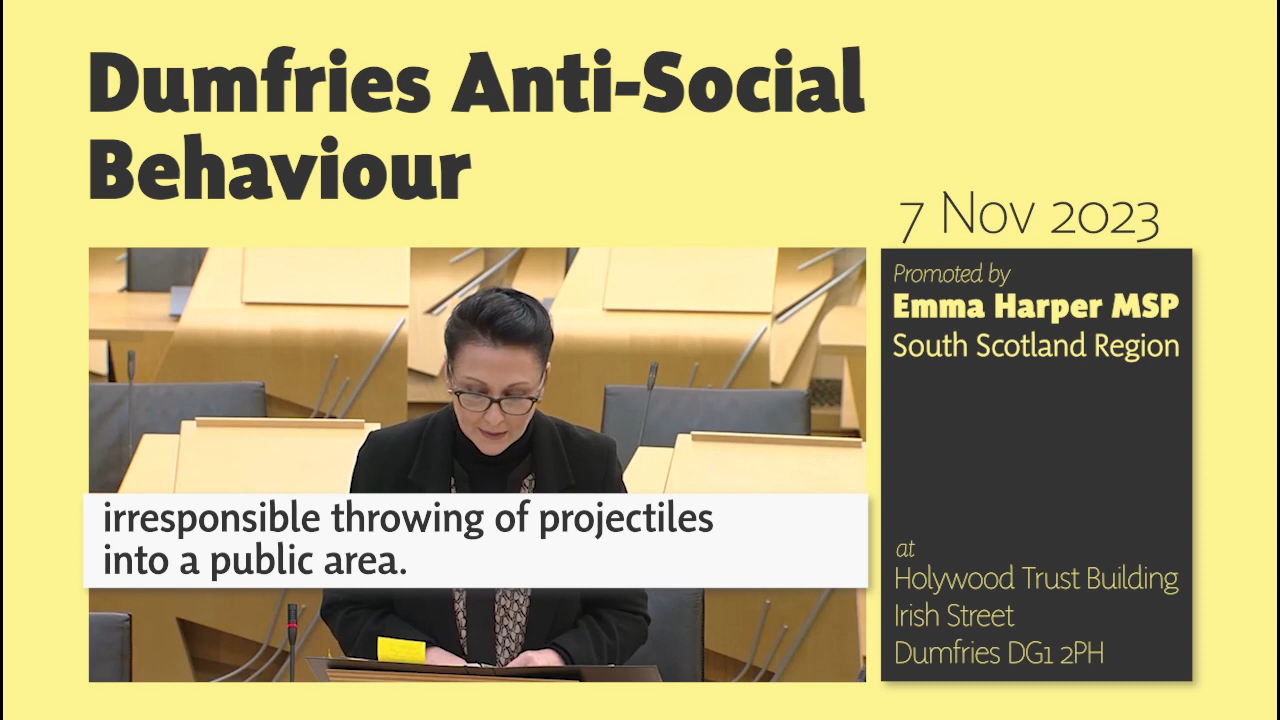 Dumfries Anti-Social
Behaviour
7 Nov 2023
Promoted by
Emma Harper MSP
South Scotland Region
irresponsible throwing of projectiles
into a public area.
at
Holywood Trust Building
Irish Street
Dumfries DG1 2PH